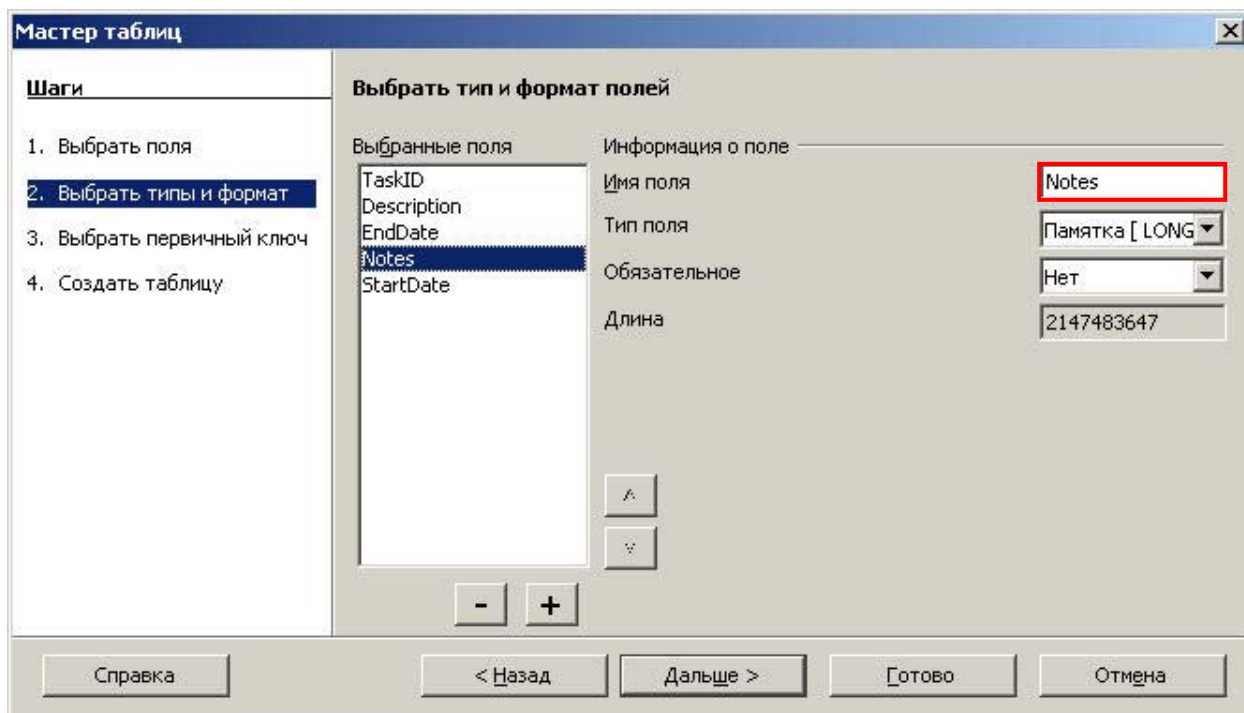 Мастер таблиц
Шаги
1. Выбрать поля
2. Выбрать типы и формат
3. Выбрать первичный ключ
4. Создать таблицу
Выбрать тип и формат полей
Выбранные поля
TaskID
Description
EndDate
Notes
StartDate
Информация о поле
Имя поля
Notes
Тип поля
Памятка [ LONG
Обязательное
Нет
Длина
2147483647
-
+
Справка
< Назад
Дальше >
Готово
Отмена